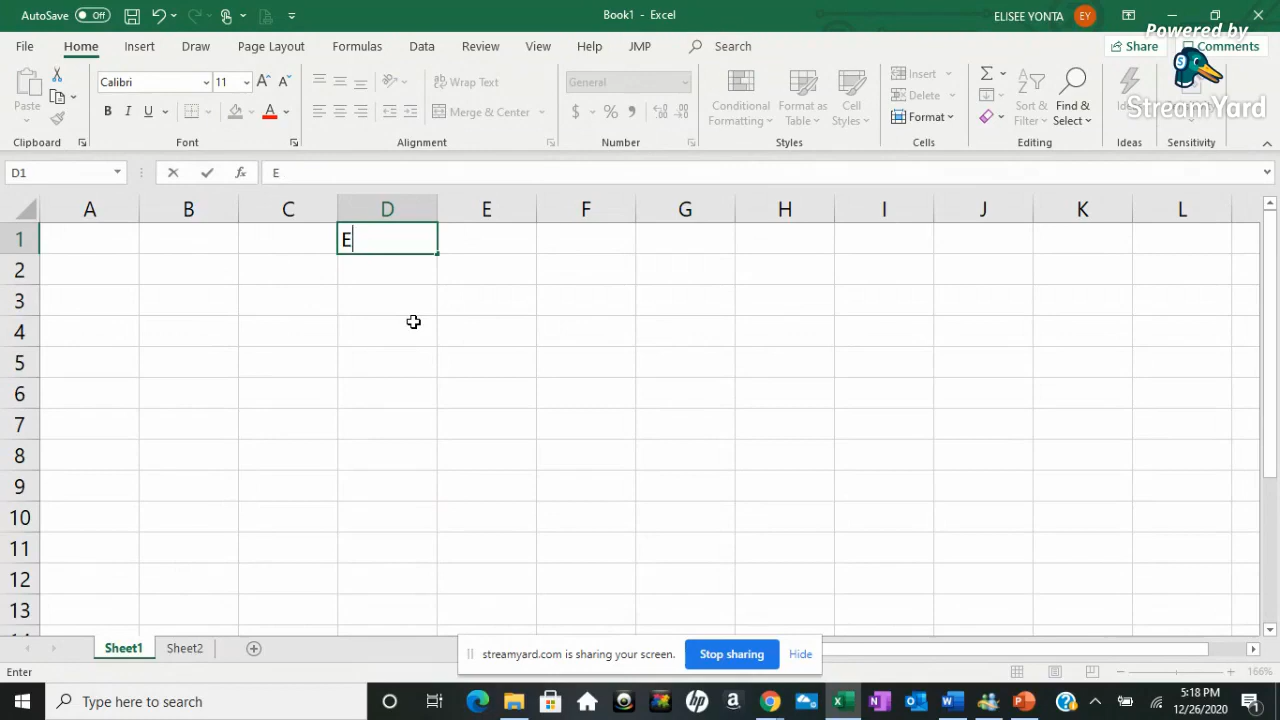 AutoSave Off Book1 - Excel ELISEE YONTA EY
Powered by
StreamYard
File Home Insert Draw Page Layout Formulas Data Review View Help JMP Search Share Comments
Paste Calibri 11 A A Wrap Text General Conditional Formatting Format as Table Cell Styles Insert Delete Format Sort & Filter Find & Select Ideas
B I U A Merge & Center $ %
Clipboard Font Alignment Number Styles Cells Editing Ideas Sensitivity
D1 fx E
A B C D E F G H I J K L
1 E
2
3
4
5
6
7
8
9
10
11
12
13
Sheet1 Sheet2
streamyard.com is sharing your screen. Stop sharing Hide
Enter 166%
Type here to search 5:18 PM
12/26/2020